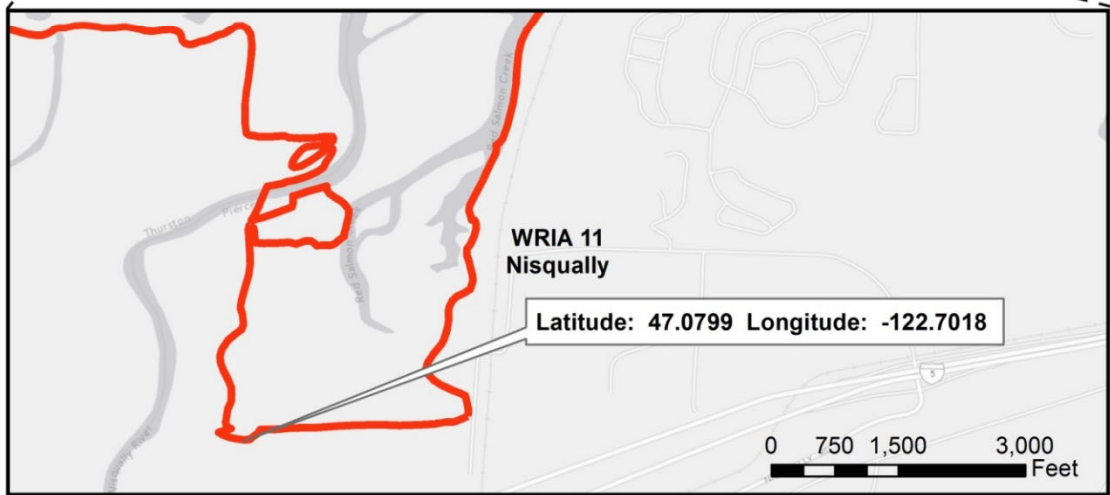 Red Salmon Creek
Thurston
Pierce
WRIA 11
Nisqually
Red Salmon
Latitude: 47.0799 Longitude: -122.7018
5
Nisqually River
0 750 1,500 3,000
Feet